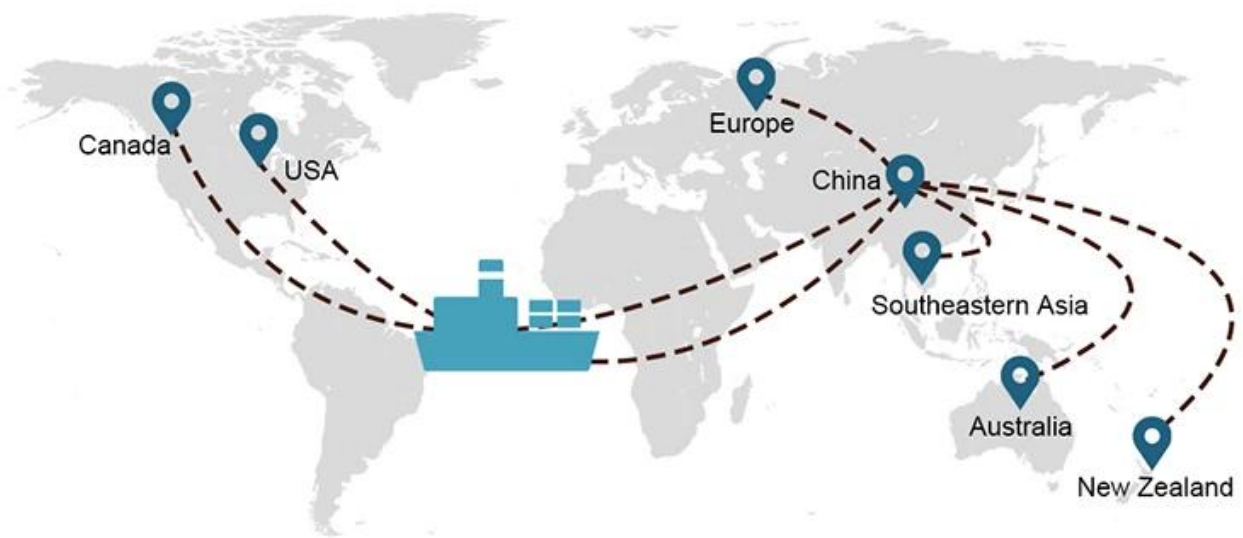 Canada
USA
Europe
China
Southeastern Asia
Australia
New Zealand